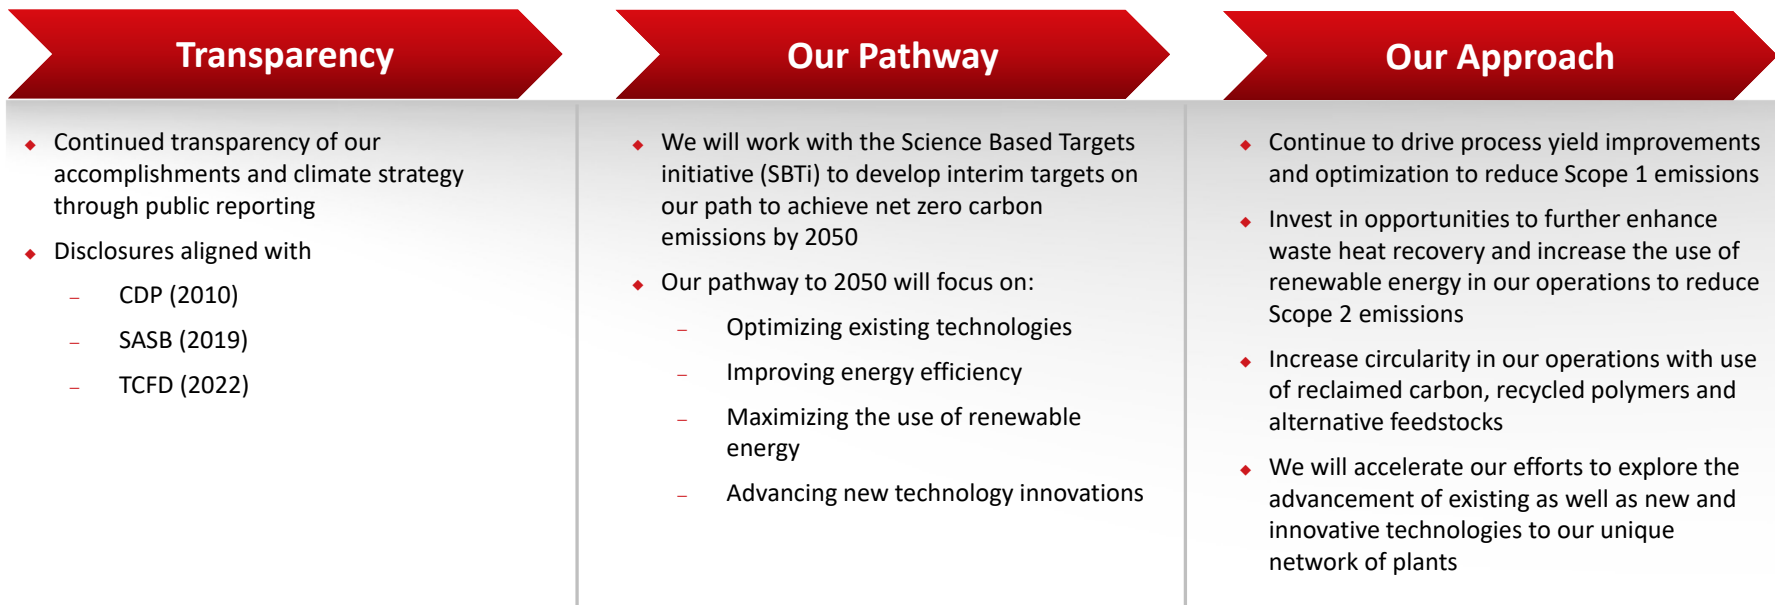 Transparency
Continued transparency of our
accomplishments and climate strategy
through public reporting
Disclosures aligned with
– CDP (2010)
– SASB (2019)
– TCFD (2022)
Our Pathway
We will work with the Science Based Targets
initiative (SBTi) to develop interim targets on
our path to achieve net zero carbon
emissions by 2050
Our pathway to 2050 will focus on:
– Optimizing existing technologies
– Improving energy efficiency
– Maximizing the use of renewable
energy
– Advancing new technology innovations
Our Approach
Continue to drive process yield improvements
and optimization to reduce Scope 1 emissions
Invest in opportunities to further enhance
waste heat recovery and increase the use of
renewable energy in our operations to reduce
Scope 2 emissions
Increase circularity in our operations with use
of reclaimed carbon, recycled polymers and
alternative feedstocks
We will accelerate our efforts to explore the
advancement of existing as well as new and
innovative technologies to our unique
network of plants